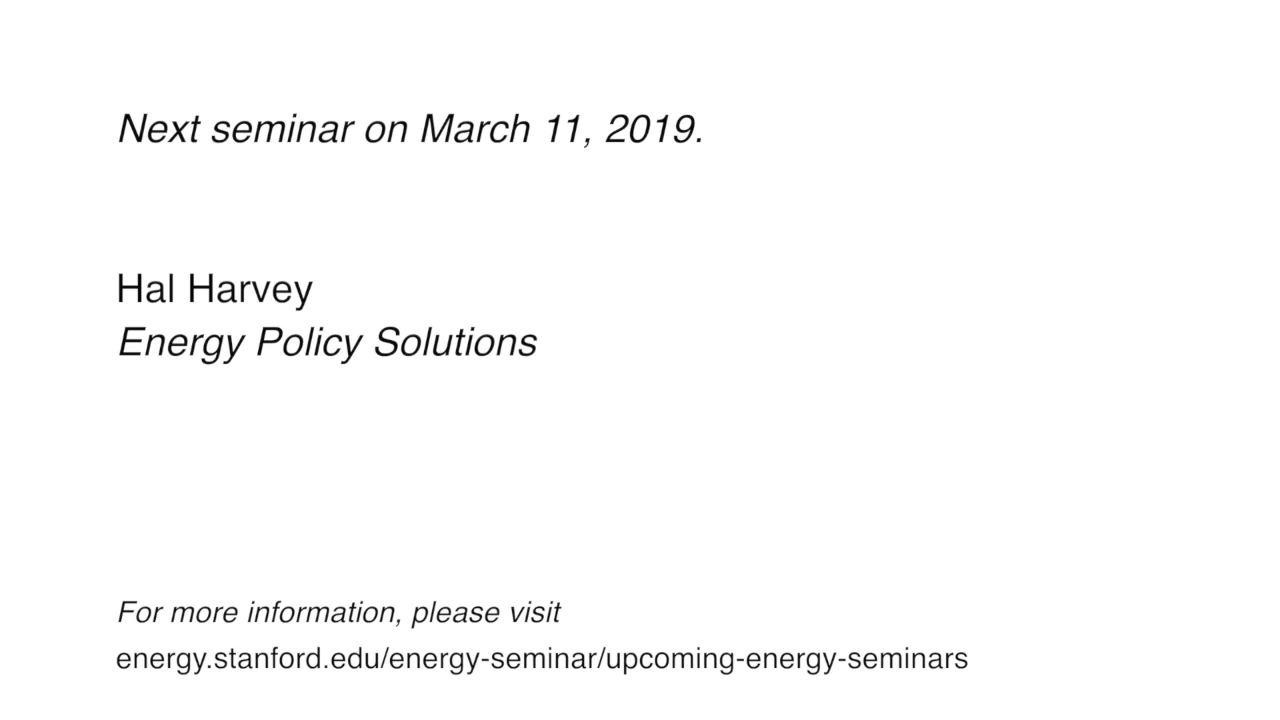 Next seminar on March 11, 2019.
Hal Harvey
Energy Policy Solutions
For more information, please visit
energy.stanford.edu/energy-seminar/upcoming-energy-seminars